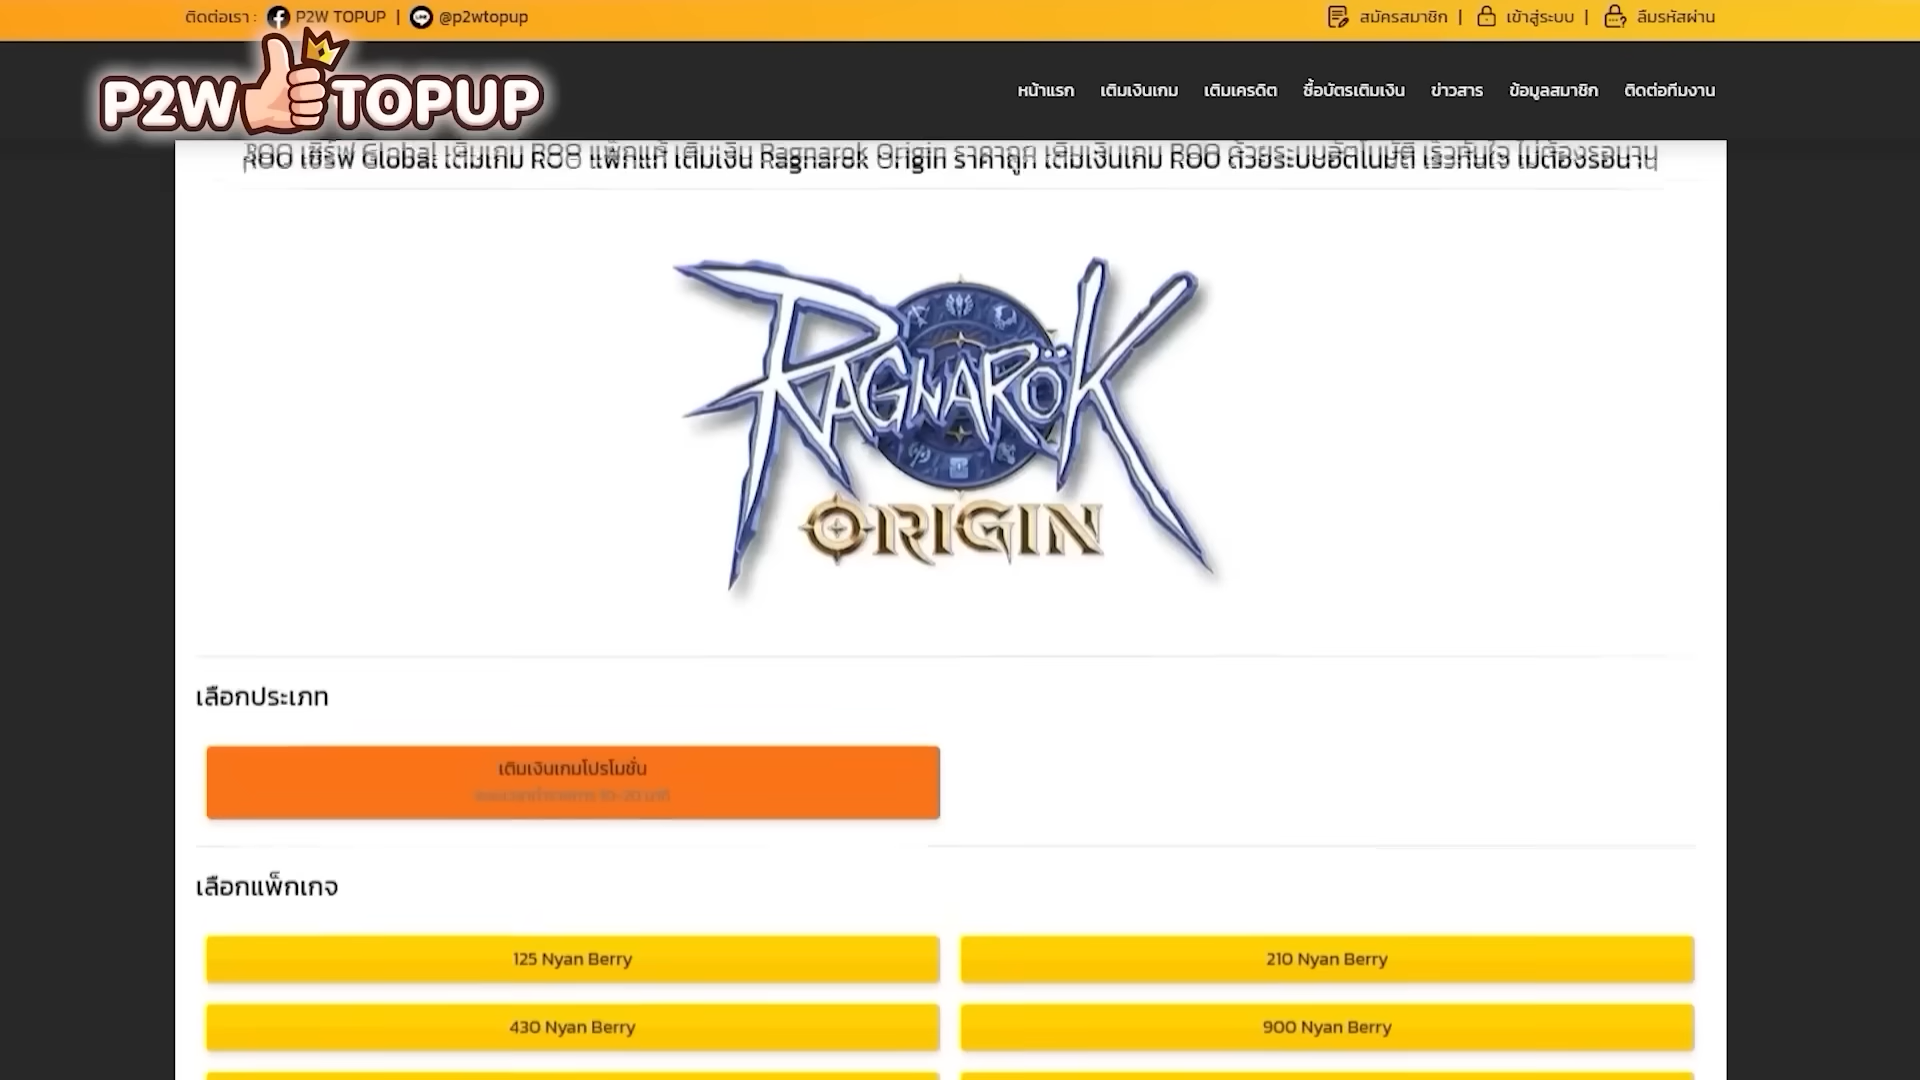 ติดต่อเรา : P2W TOPUP | @p2wtopup
สมัครสมาชิก | เข้าสู่ระบบ | ลืมรหัสผ่าน
P2W TOPUP
หน้าแรก เติมเงินเกม เติมเครดิต ซื้อบัตรเติมเงิน ข่าวสาร ข้อมูลสมาชิก ติดต่อทีมงาน
ROO เซิร์ฟ Global เติมเกม ROO แพ็กแท้ เติมเงิน Ragnarok Origin ราคาถูก เติมเงินเกม ROO ด้วยระบบอัตโนมัติ เร็วทันใจ ไม่ต้องรอนาน
RAGNARÖK
ORIGIN
เลือกประเภท
เติมเงินเกมโปรโมชั่น
10-20 นาที
เลือกแพ็กเกจ
125 Nyan Berry
210 Nyan Berry
430 Nyan Berry
900 Nyan Berry